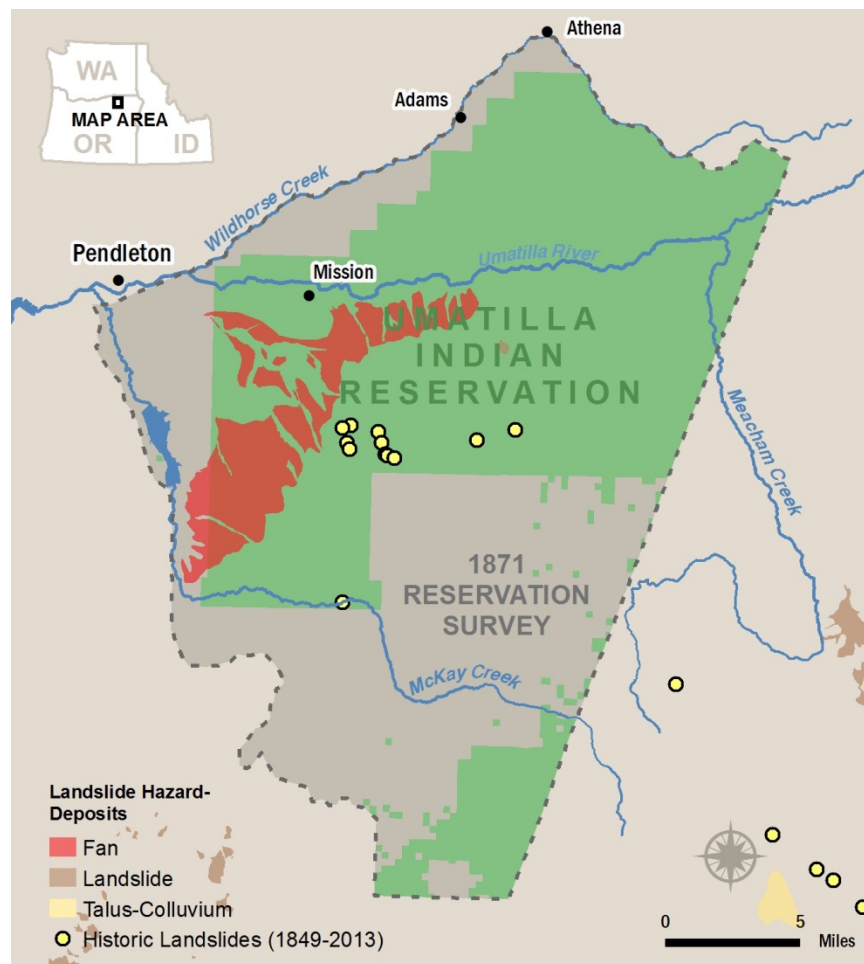 Athena
WA
MAP AREA
OR
ID
Adams
Wildhorse Creek
Pendleton
Umatilla River
Mission
UMATILLA
INDIAN
RESERVATION
Meacham Creek
1871
RESERVATION
SURVEY
McKay Creek
Landslide Hazard-
Deposits
Fan
Landslide
Talus-Colluvium
Historic Landslides (1849-2013)
0 5
Miles